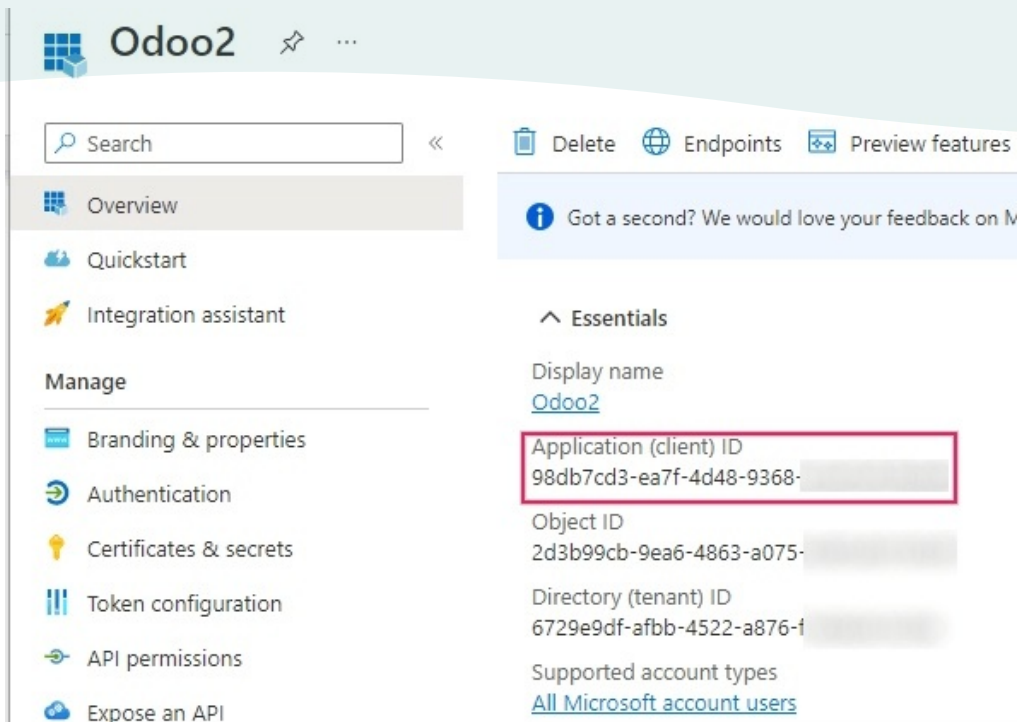 Odoo2
Search
Overview
Quickstart
Integration assistant
Manage
Branding & properties
Authentication
Certificates & secrets
Token configuration
API permissions
Expose an API
Delete Endpoints Preview features
Got a second? We would love your feedback on M
Essentials
Display name
Odoo2
Application (client) ID
98db7cd3-ea7f-4d48-9368-
Object ID
2d3b99cb-9ea6-4863-a075-
Directory (tenant) ID
6729e9df-afbb-4522-a876-f
Supported account types
All Microsoft account users